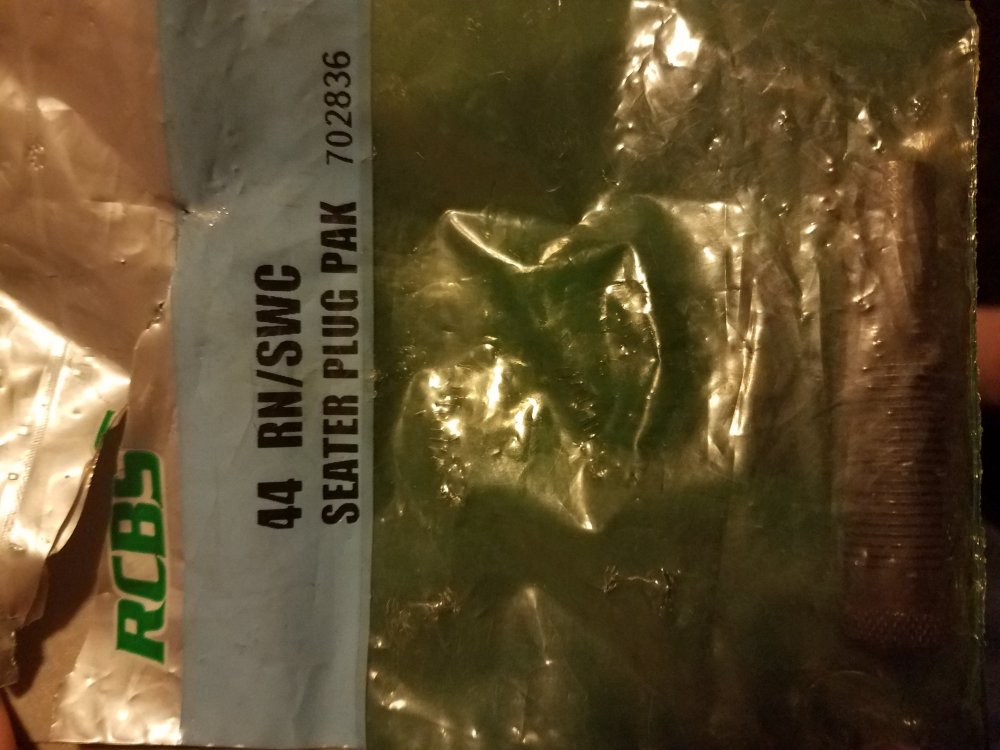 RCBS
44 RN/SWC
SEATER PLUG PAK 702836